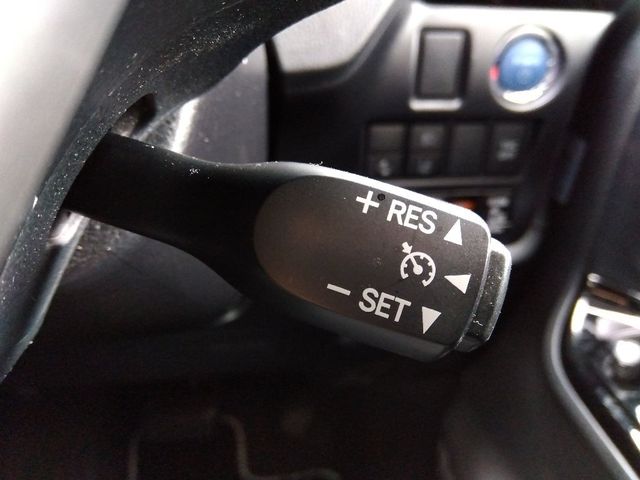 + RES
- SET